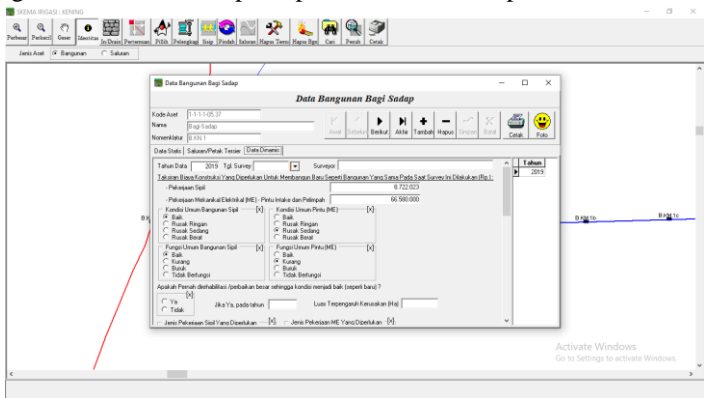 SKEMA IRIGASI - KENING
Perbesar Perkecil Geser Identitas In/Drain Pertemuan Pilih Pelengkap Sisip Pindah Saluran Hapus Titem Hapus Bgn Cari Penuh Cetak
Jenis Aset Bangunan Saluran
Data Bangunan Bagi Sadap
Data Bangunan Bagi Sadap
Kode Aset 1-1-1-1-05.37
Nama Bagi-Sadap
Nomenklatur B.KN.1
Awal Sebelum Berikut Akhir Tambah Hapus Simpan Batal Cetak Foto
Data Statis Saluran/Petak Tersier Data Dinamis
Tahun Data 2019 Tgl. Survey Surveyor
Taksiran Biaya Konstruksi Yang Diperlukan Untuk Membangun Baru Seperti Bangunan Yang Sama Pada Saat Survey Ini Dilakukan (Rp.) :
-Pekerjaan Sipil 8.722.023
-Pekerjaan Mekanikal Elektrikal (ME) - Pintu Intake dan Pelimpah 66.580.000
Kondisi Umum Bangunan Sipil [x] Kondisi Umum Pintu (ME) [x]
Baik Baik
Rusak Ringan Rusak Ringan
Rusak Sedang Rusak Sedang
Rusak Berat Rusak Berat
Fungsi Umum Bangunan Sipil [x] Fungsi Umum Pintu (ME) [x]
Baik Baik
Kurang Kurang
Buruk Buruk
Tidak Berfungsi Tidak Berfungsi
Apakah Pernah direhabilitasi /perbaikan besar sehingga kondisi menjadi baik (seperti baru) ?
[x]
Ya
Tidak
Jika Ya, pada tahun Luas Terpengaruh Kerusakan (Ha)
Jenis Pekerjaan Sipil Yang Diperlukan [x] Jenis Pekerjaan ME Yang Diperlukan [x]
Tahun
2019
B.KN.1b
B.KN.1c
Activate Windows
Go to Settings to activate Windows.